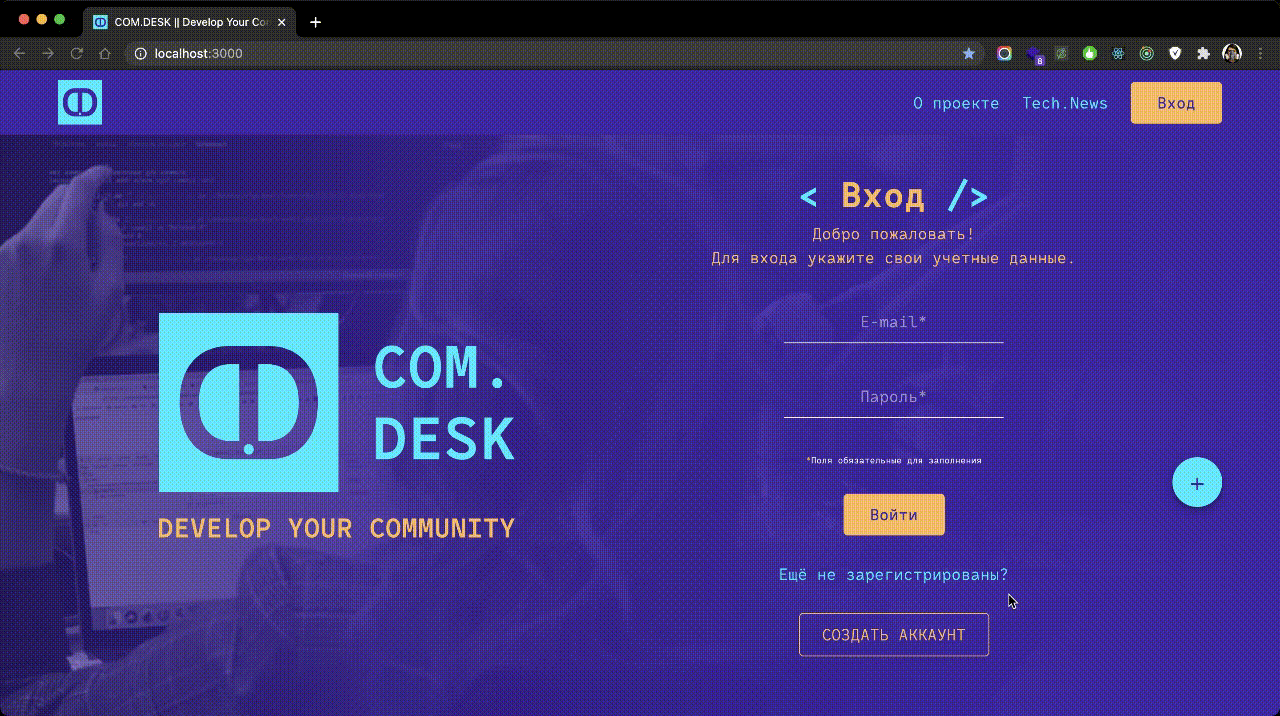 COM.DESK || Develop Your Co
localhost:3000
8
О проекте Tech.News Вход
< Вход />
Добро пожаловать!
Для входа укажите свои учетные данные.
E-mail*
Пароль*
*Поля обязательные для заполнения
Войти
Ещё не зарегистрированы?
СОЗДАТЬ АККАУНТ
COM.
DESK
DEVELOP YOUR COMMUNITY
+